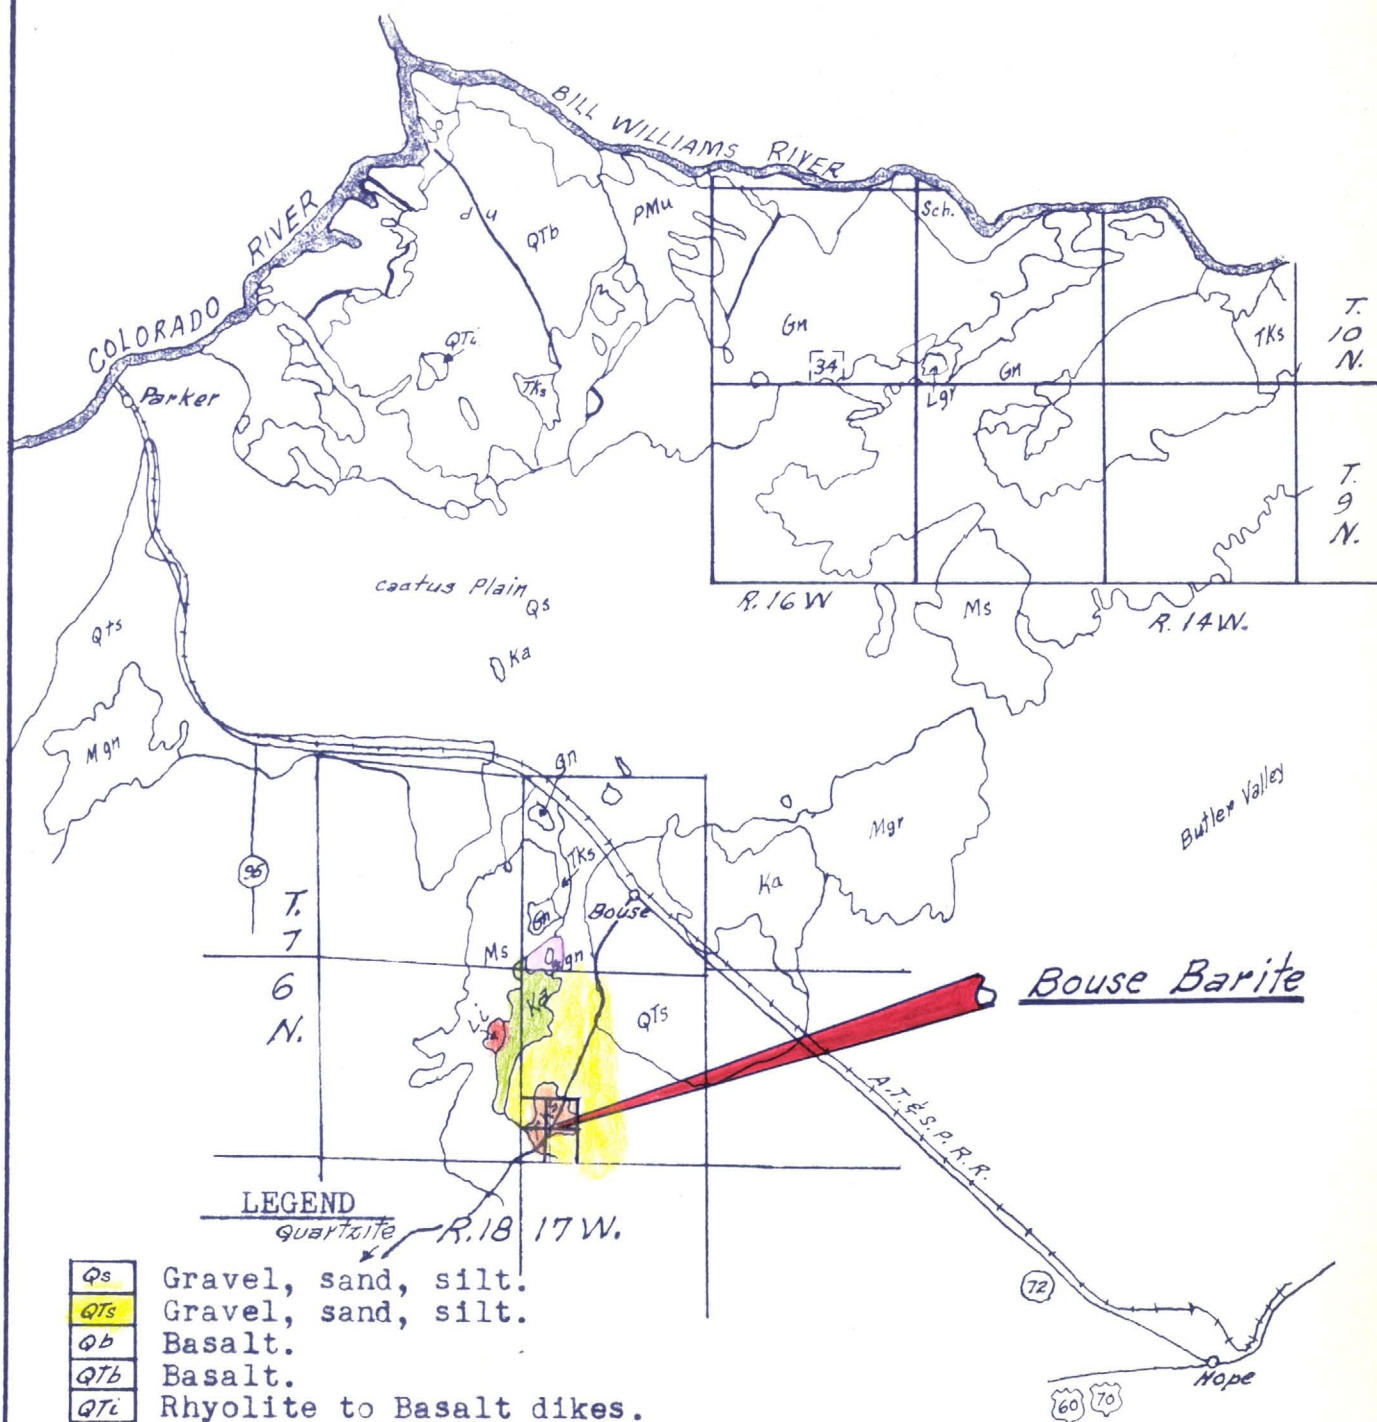 BILL WILLIAMS RIVER
COLORADO RIVER
Sch.
PMu
d u
QTb
Gn
QTi
TKs
34
Lgr
Gn
TKs
T.
10
N.
Parker
T.
9
N.
cactus Plain
Qs
R.16 W
Ms
R. 14 W.
Qts
Ka
Mgn
Gn
Butler Valley
Mgr
96
TKs
Ka
T.
7
Gn
Bouse
Ms
gn
6
N.
Ka
QTs
Li
Bouse Barite
A.T. & S.P. R.R.
LEGEND
Quartzite
R.18 17 W.
Qs Gravel, sand, silt.
QTs Gravel, sand, silt.
Qb Basalt.
QTb Basalt.
QTi Rhyolite to Basalt dikes.
72
Hope
60 70